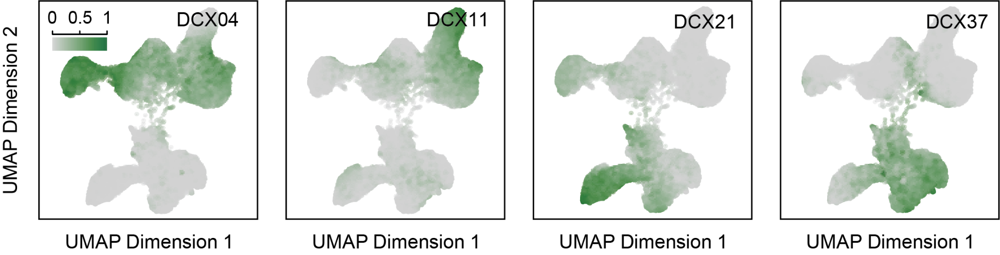 UMAP Dimension 2
0 0.5 1
DCX04
DCX11
DCX21
DCX37
UMAP Dimension 1
UMAP Dimension 1
UMAP Dimension 1
UMAP Dimension 1